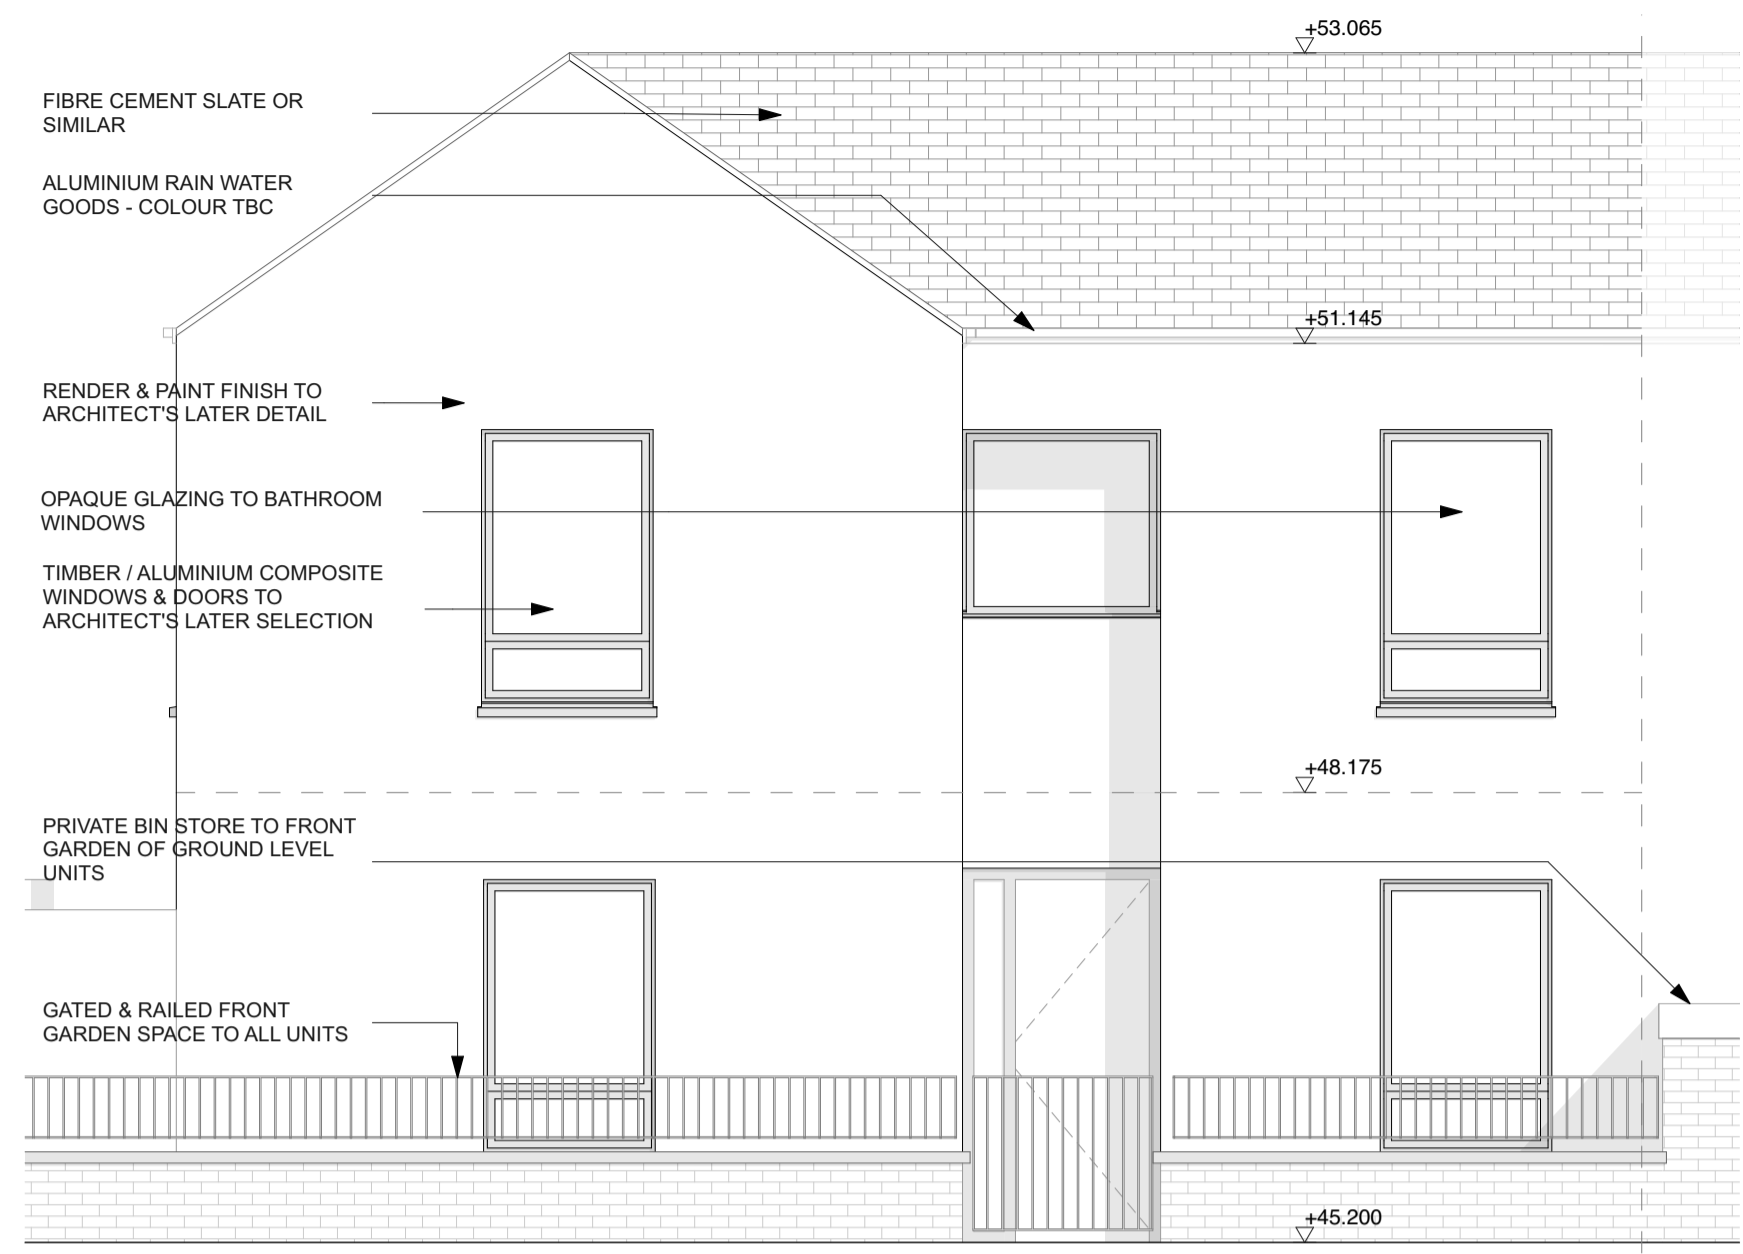 +53.065
FIBRE CEMENT SLATE OR
SIMILAR
ALUMINIUM RAIN WATER
GOODS - COLOUR TBC
+51.145
RENDER & PAINT FINISH TO
ARCHITECT'S LATER DETAIL
OPAQUE GLAZING TO BATHROOM
WINDOWS
TIMBER / ALUMINIUM COMPOSITE
WINDOWS & DOORS TO
ARCHITECT'S LATER SELECTION
+48.175
PRIVATE BIN STORE TO FRONT
GARDEN OF GROUND LEVEL
UNITS
GATED & RAILED FRONT
GARDEN SPACE TO ALL UNITS
+45.200